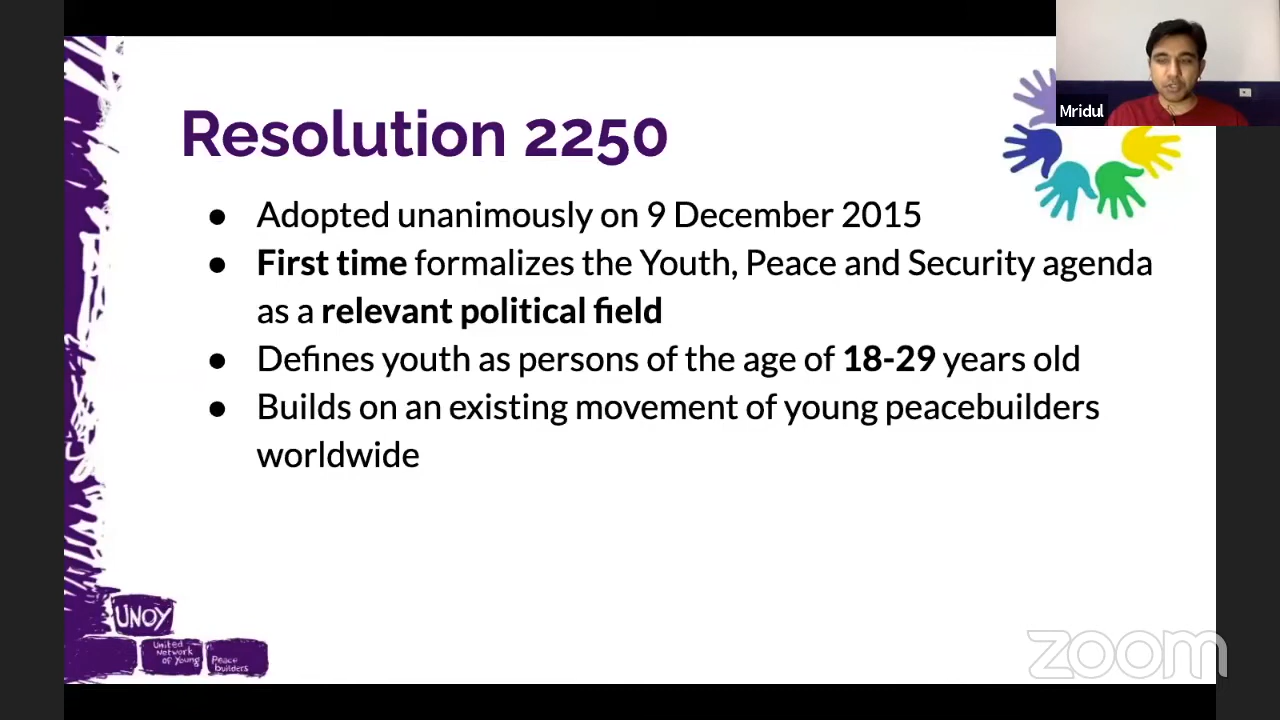 Mridul
Resolution 2250
● Adopted unanimously on 9 December 2015
● First time formalizes the Youth, Peace and Security agenda
as a relevant political field
● Defines youth as persons of the age of 18-29 years old
● Builds on an existing movement of young peacebuilders
worldwide
UNOY
United
Network
of Young
Peace
builders
zoom